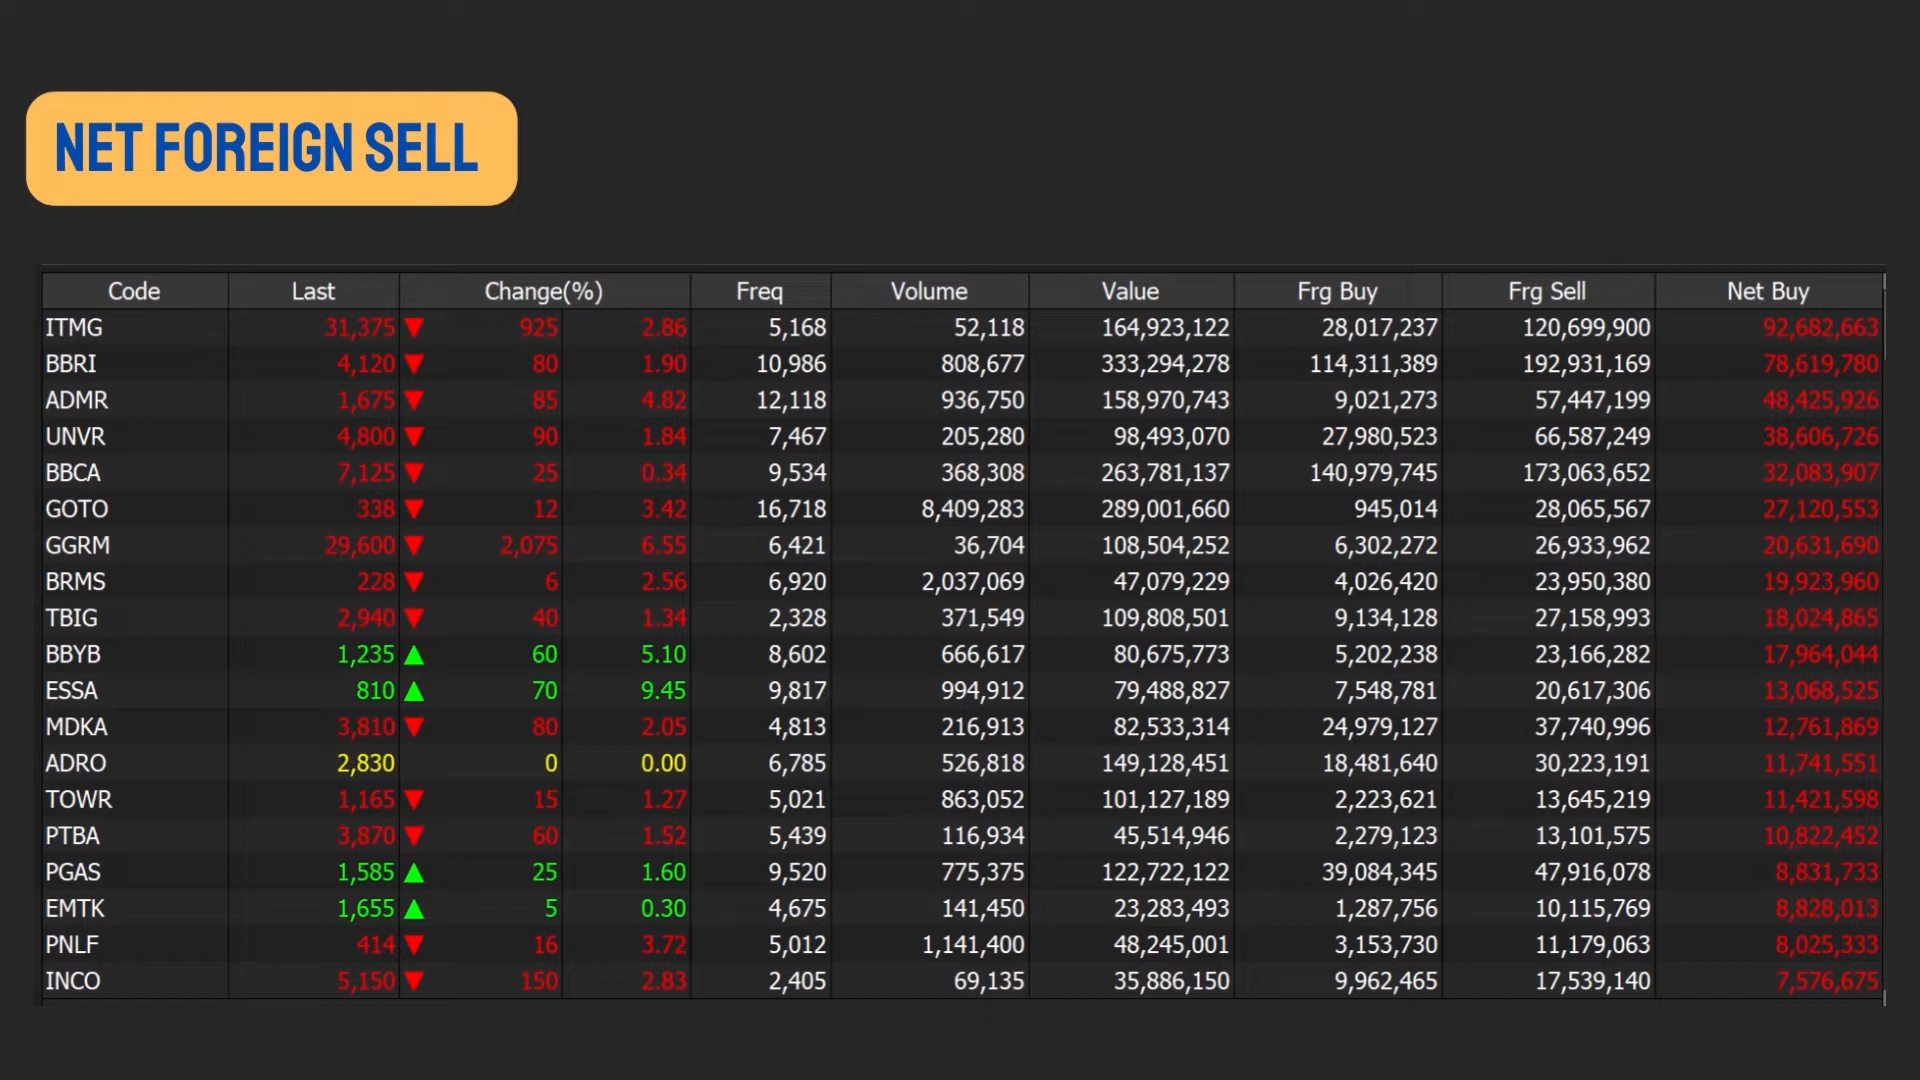 NET FOREIGN SELL
Code Last Change(%) Freq Volume Value Frg Buy Frg Sell Net Buy
ITMG 31,375 ▼ 925 2.86 5,168 52,118 164,923,122 28,017,237 120,699,900 92,682,663
BBRI 4,120 ▼ 80 1.90 10,986 808,677 333,294,278 114,311,389 192,931,169 78,619,780
ADMR 1,675 ▼ 85 4.82 12,118 936,750 158,970,743 9,021,273 57,447,199 48,425,926
UNVR 4,800 ▼ 90 1.84 7,467 205,280 98,493,070 27,980,523 66,587,249 38,606,726
BBCA 7,125 ▼ 25 0.34 9,534 368,308 263,781,137 140,979,745 173,063,652 32,083,907
GOTO 338 ▼ 12 3.42 16,718 8,409,283 289,001,660 945,014 28,065,567 27,120,553
GGRM 29,600 ▼ 2,075 6.55 6,421 36,704 108,504,252 6,302,272 26,933,962 20,631,690
BRMS 228 ▼ 6 2.56 6,920 2,037,069 47,079,229 4,026,420 23,950,380 19,923,960
TBIG 2,940 ▼ 40 1.34 2,328 371,549 109,808,501 9,134,128 27,158,993 18,024,865
BBYB 1,235 ▲ 60 5.10 8,602 666,617 80,675,773 5,202,238 23,166,282 17,964,044
ESSA 810 ▲ 70 9.45 9,817 994,912 79,488,827 7,548,781 20,617,306 13,068,525
MDKA 3,810 ▼ 80 2.05 4,813 216,913 82,533,314 24,979,127 37,740,996 12,761,869
ADRO 2,830 0 0.00 6,785 526,818 149,128,451 18,481,640 30,223,191 11,741,551
TOWR 1,165 ▼ 15 1.27 5,021 863,052 101,127,189 2,223,621 13,645,219 11,421,598
PTBA 3,870 ▼ 60 1.52 5,439 116,934 45,514,946 2,279,123 13,101,575 10,822,452
PGAS 1,585 ▲ 25 1.60 9,520 775,375 122,722,122 39,084,345 47,916,078 8,831,733
EMTK 1,655 ▲ 5 0.30 4,675 141,450 23,283,493 1,287,756 10,115,769 8,828,013
PNLF 414 ▼ 16 3.72 5,012 1,141,400 48,245,001 3,153,730 11,179,063 8,025,333
INCO 5,150 ▼ 150 2.83 2,405 69,135 35,886,150 9,962,465 17,539,140 7,576,675